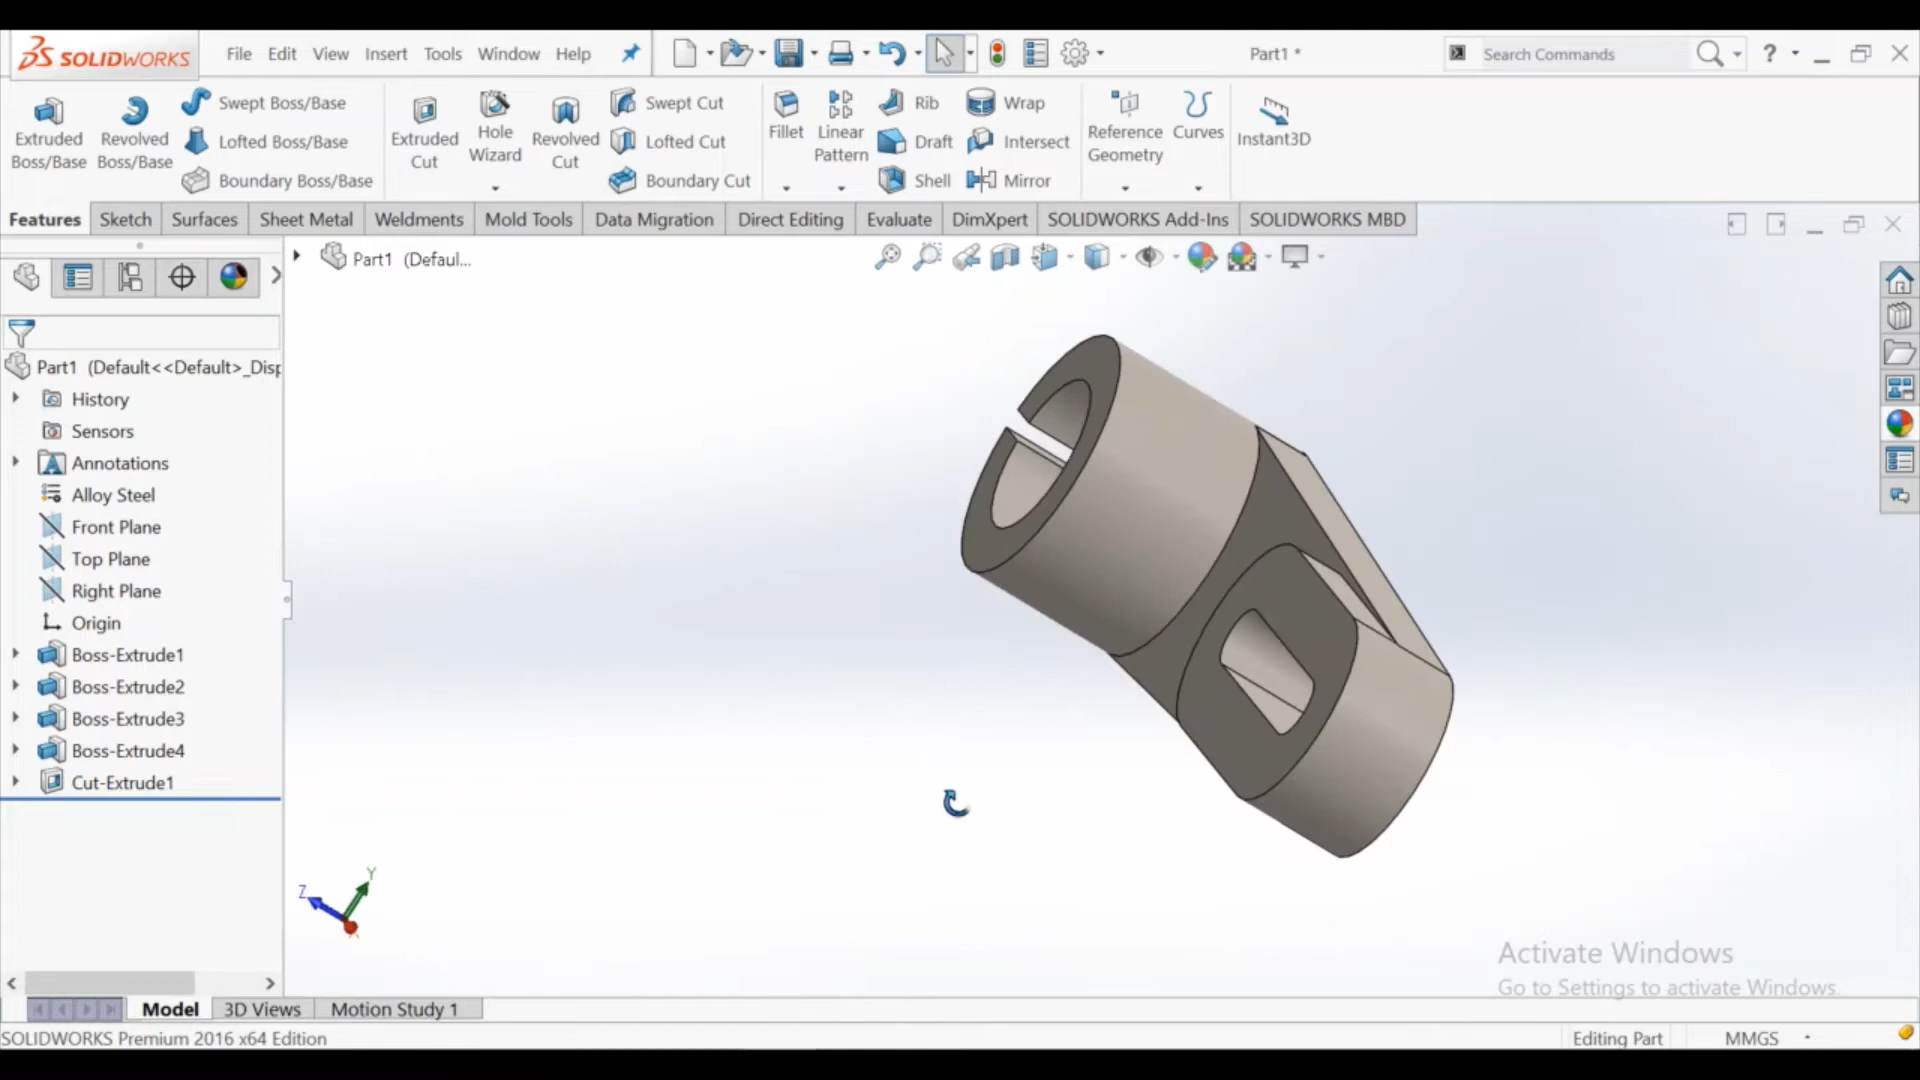 SOLIDWORKS File Edit View Insert Tools Window Help Part1 * Search Commands ?
Extruded Boss/Base
Revolved Boss/Base
Swept Boss/Base
Lofted Boss/Base
Boundary Boss/Base
Extruded Cut
Hole Wizard
Revolved Cut
Swept Cut
Lofted Cut
Boundary Cut
Fillet
Linear Pattern
Rib
Draft
Shell
Wrap
Intersect
Mirror
Reference Geometry
Curves
Instant3D
Features Sketch Surfaces Sheet Metal Weldments Mold Tools Data Migration Direct Editing Evaluate DimXpert SOLIDWORKS Add-Ins SOLIDWORKS MBD
Part1 (Defaul...
Part1 (Default<<Default>_Disp
History
Sensors
Annotations
Alloy Steel
Front Plane
Top Plane
Right Plane
Origin
Boss-Extrude1
Boss-Extrude2
Boss-Extrude3
Boss-Extrude4
Cut-Extrude1
Y
Z
Activate Windows
Go to Settings to activate Windows.
Model 3D Views Motion Study 1
SOLIDWORKS Premium 2016 x64 Edition Editing Part MMGS